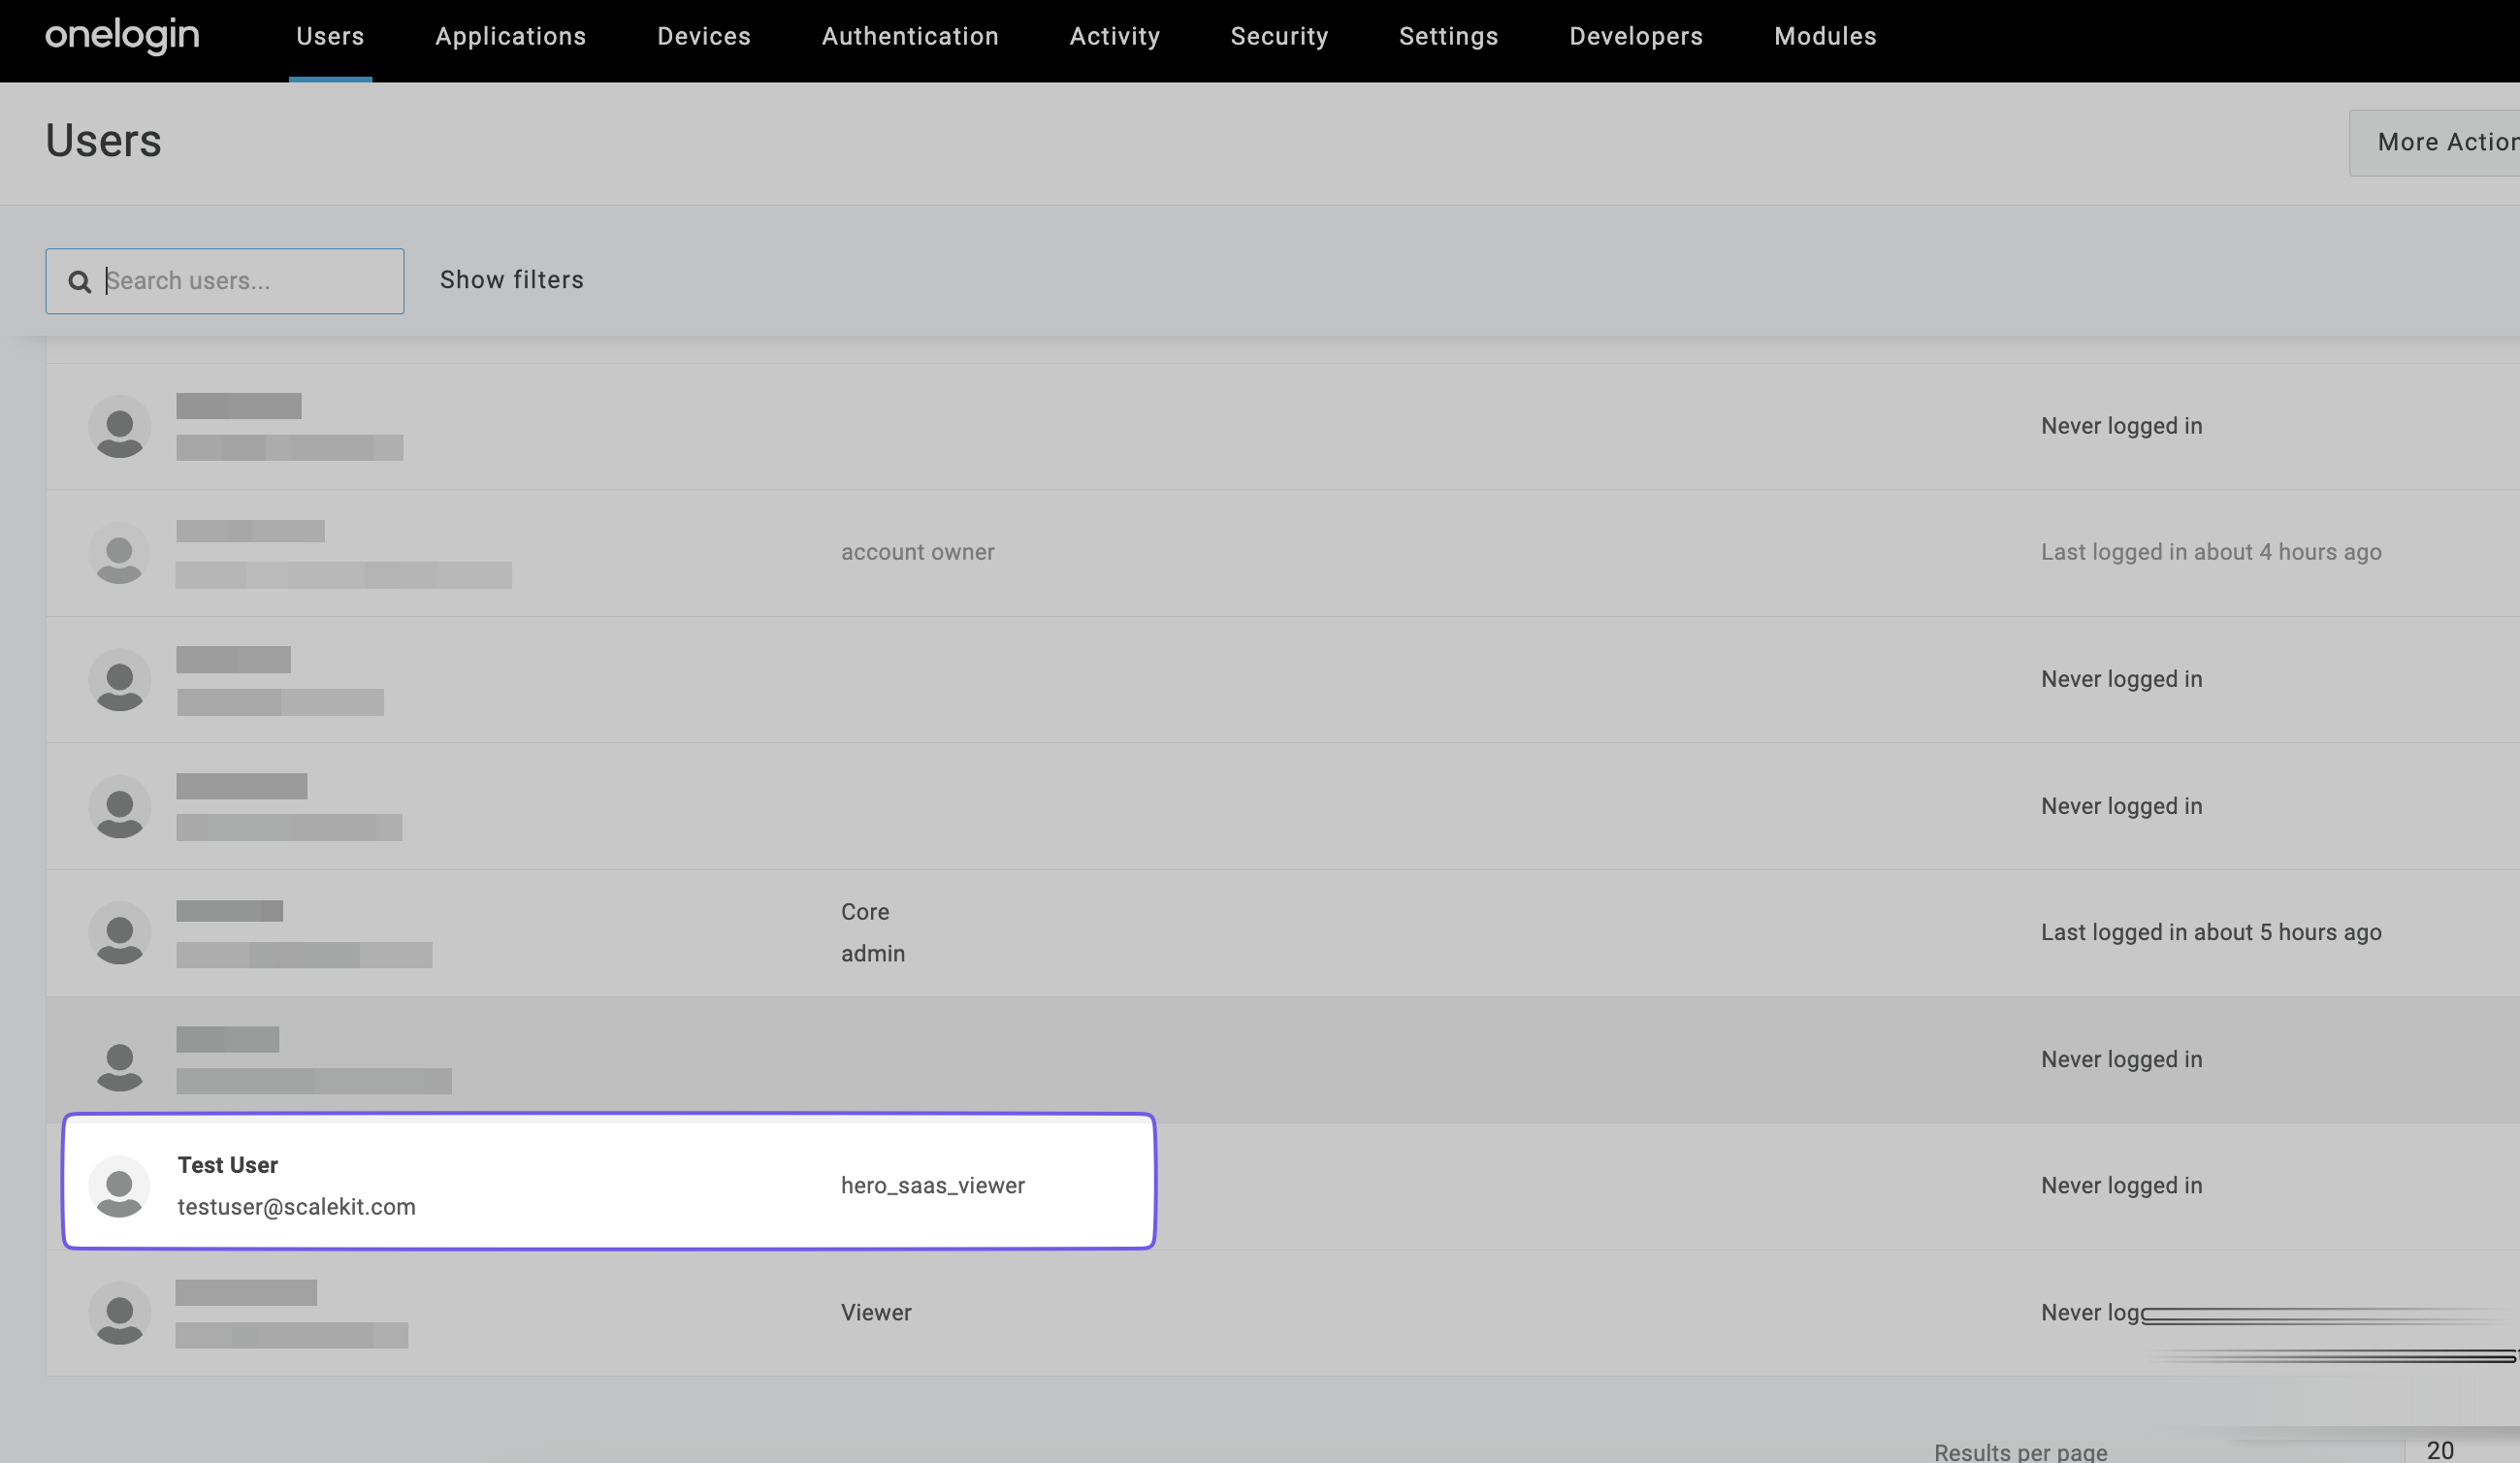 onelogin Users Applications Devices Authentication Activity Security Settings Developers Modules
Users
More Action
Search users...
Show filters
Never logged in
account owner
Last logged in about 4 hours ago
Never logged in
Never logged in
Core
admin
Last logged in about 5 hours ago
Never logged in
Test User
testuser@scalekit.com
hero_saas_viewer
Never logged in
Viewer
Never log
Results per page
20